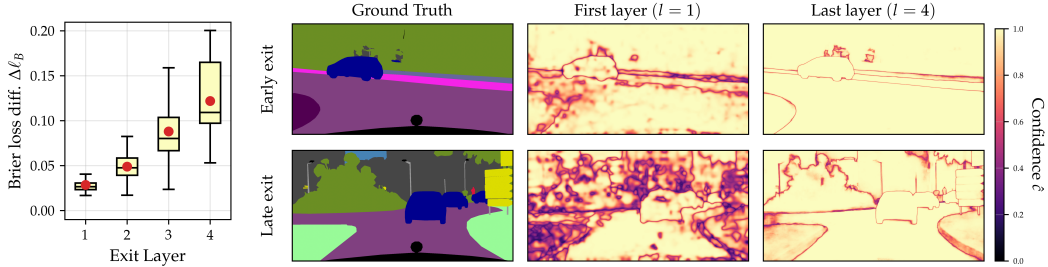 Brier loss diff. Δℓ_B
0.20
0.15
0.10
0.05
0.00
1 2 3 4
Exit Layer
Ground Truth
First layer (l = 1)
Last layer (l = 4)
Early exit
Late exit
1.0
0.8
0.6
0.4
0.2
0.0
Confidence ĉ